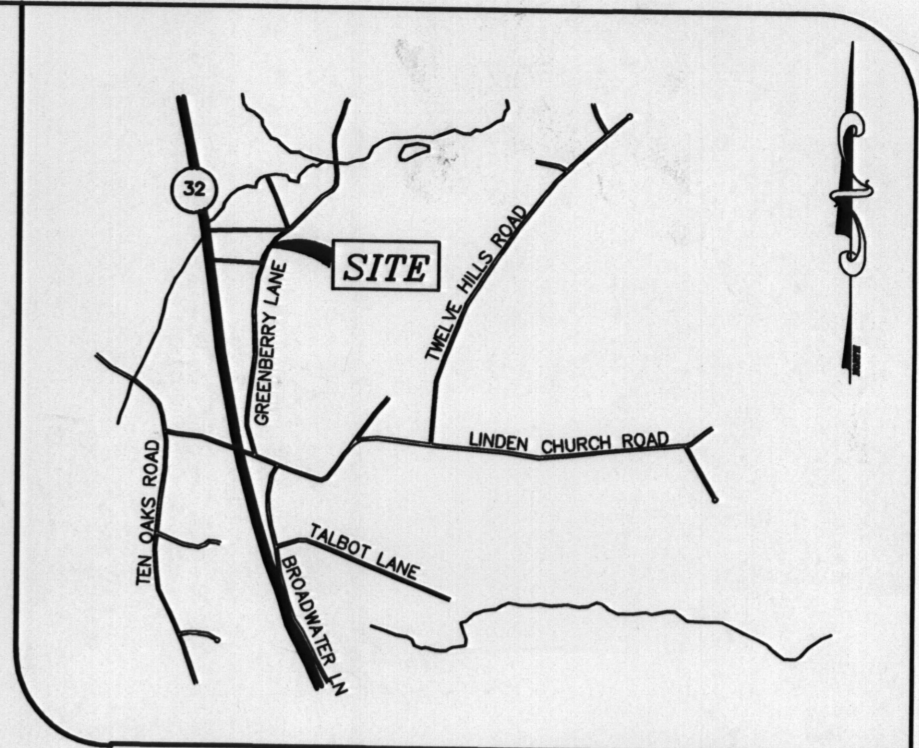 32
SITE
GREENBERRY LANE
TWELVE HILLS ROAD
LINDEN CHURCH ROAD
TEN OAKS ROAD
TALBOT LANE
BROADWATER LN